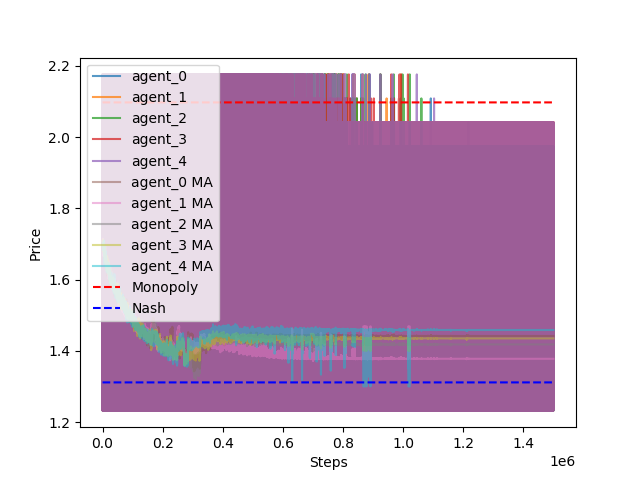 2.2
2.0
1.8
1.6
1.4
1.2
Price
agent_0
agent_1
agent_2
agent_3
agent_4
agent_0 MA
agent_1 MA
agent_2 MA
agent_3 MA
agent_4 MA
Monopoly
Nash
0.0 0.2 0.4 0.6 0.8 1.0 1.2 1.4
1e6
Steps